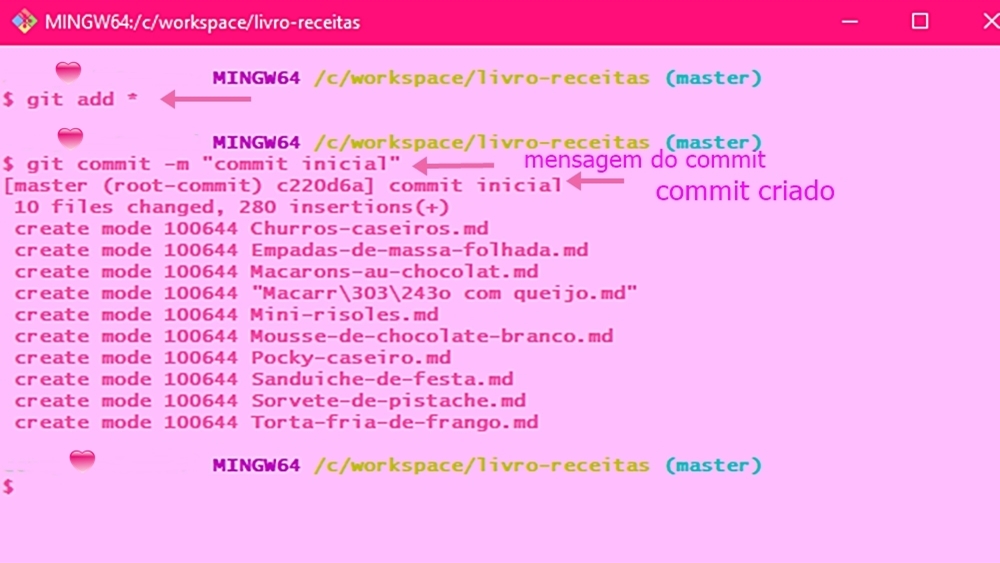 MINGW64:/c/workspace/livro-receitas
MINGW64 /c/workspace/livro-receitas (master)
$ git add *
MINGW64 /c/workspace/livro-receitas (master)
$ git commit -m "commit inicial"
mensagem do commit
[master (root-commit) c220d6a] commit inicial
commit criado
10 files changed, 280 insertions(+)
create mode 100644 Churros-caseiros.md
create mode 100644 Empadas-de-massa-folhada.md
create mode 100644 Macarons-au-chocolat.md
create mode 100644 "Macarr\303\243o com queijo.md"
create mode 100644 Mini-risoles.md
create mode 100644 Mousse-de-chocolate-branco.md
create mode 100644 Pocky-caseiro.md
create mode 100644 Sanduiche-de-festa.md
create mode 100644 Sorvete-de-pistache.md
create mode 100644 Torta-fria-de-frango.md
MINGW64 /c/workspace/livro-receitas (master)
$